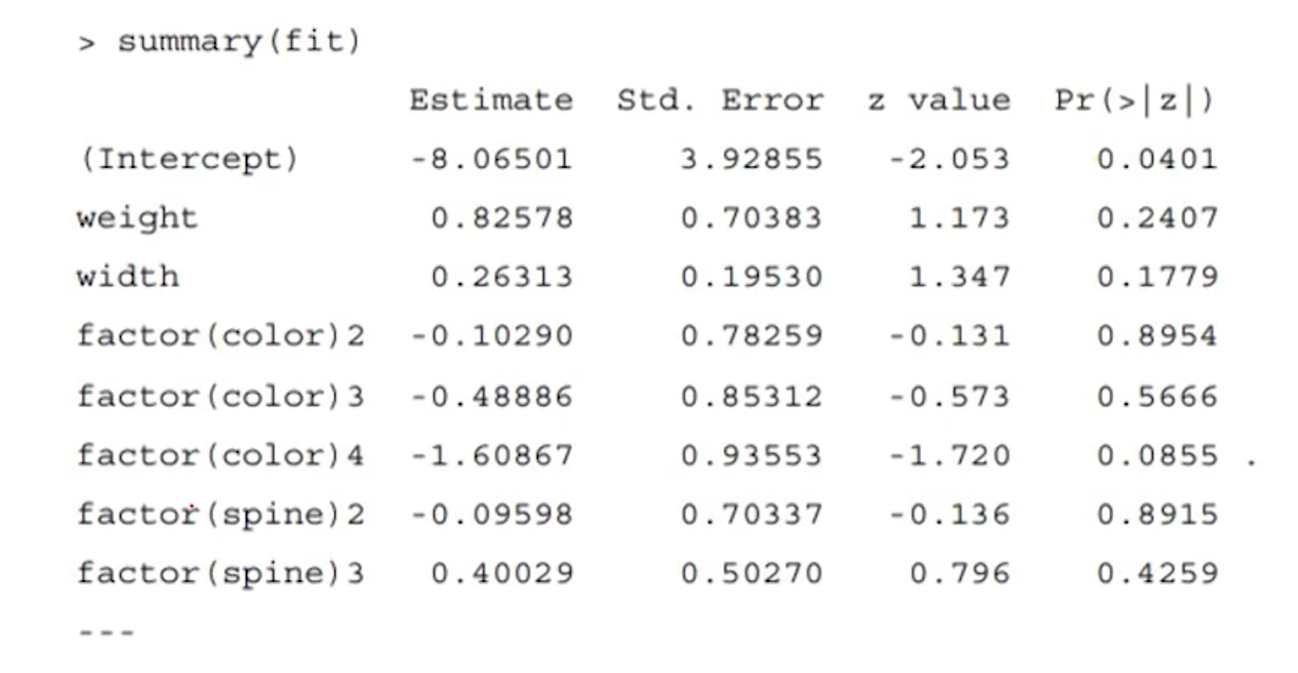 > summary(fit)
Estimate Std. Error z value Pr(>|z|)
(Intercept) -8.06501 3.92855 -2.053 0.0401
weight 0.82578 0.70383 1.173 0.2407
width 0.26313 0.19530 1.347 0.1779
factor(color)2 -0.10290 0.78259 -0.131 0.8954
factor(color)3 -0.48886 0.85312 -0.573 0.5666
factor(color)4 -1.60867 0.93553 -1.720 0.0855 .
factor(spine)2 -0.09598 0.70337 -0.136 0.8915
factor(spine)3 0.40029 0.50270 0.796 0.4259
---